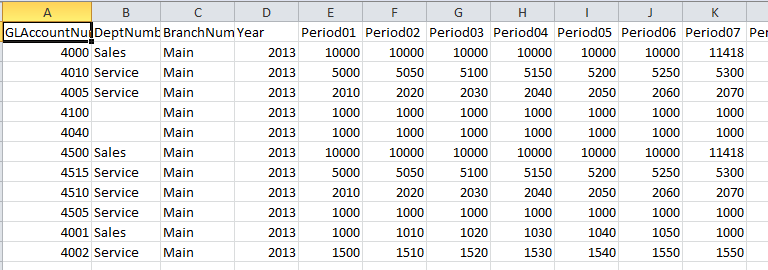 A B C D E F G H I J K
GLAccountNu DeptNumb BranchNum Year Period01 Period02 Period03 Period04 Period05 Period06 Period07 Pe
4000 Sales Main 2013 10000 10000 10000 10000 10000 10000 11418
4010 Service Main 2013 5000 5050 5100 5150 5200 5250 5300
4005 Service Main 2013 2010 2020 2030 2040 2050 2060 2070
4100 Main 2013 1000 1000 1000 1000 1000 1000 1000
4040 Main 2013 1000 1000 1000 1000 1000 1000 1000
4500 Sales Main 2013 10000 10000 10000 10000 10000 10000 11418
4515 Service Main 2013 5000 5050 5100 5150 5200 5250 5300
4510 Service Main 2013 2010 2020 2030 2040 2050 2060 2070
4505 Service Main 2013 1000 1000 1000 1000 1000 1000 1000
4001 Sales Main 2013 1000 1010 1020 1030 1040 1050 1000
4002 Service Main 2013 1500 1510 1520 1530 1540 1550 1550